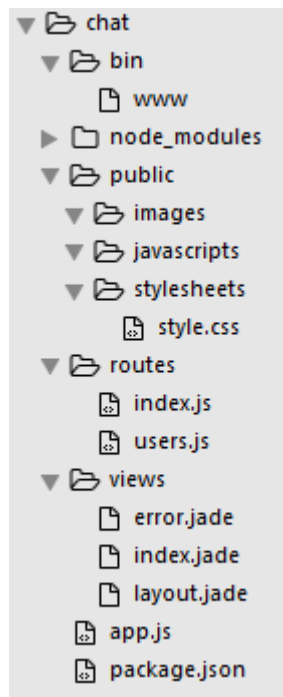 chat
bin
www
node_modules
public
images
javascripts
stylesheets
style.css
routes
index.js
users.js
views
error.jade
index.jade
layout.jade
app.js
package.json